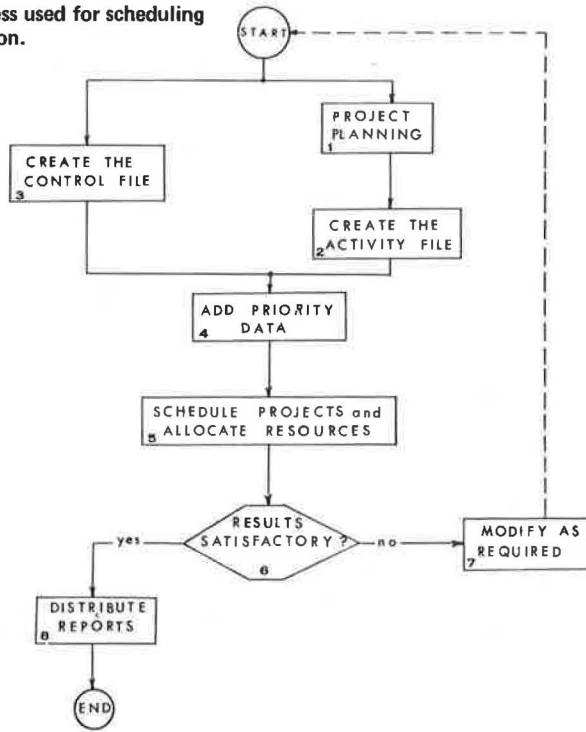 ess used for scheduling
on.
START
PROJECT
PLANNING
1
CREATE THE
CONTROL FILE
3
CREATE THE
ACTIVITY FILE
2
ADD PRIORITY
DATA
4
SCHEDULE PROJECTS and
ALLOCATE RESOURCES
5
RESULTS
SATISFACTORY?
6
yes
no
MODIFY AS
REQUIRED
7
DISTRIBUTE
REPORTS
8
END